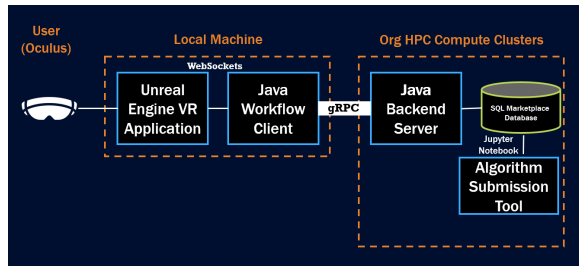 User
(Oculus)
Local Machine
Org HPC Compute Clusters
WebSockets
Unreal
Engine VR
Application
Java
Workflow
Client
gRPC
Java
Backend
Server
SQL Marketplace
Database
Jupyter
Notebook
Algorithm
Submission
Tool